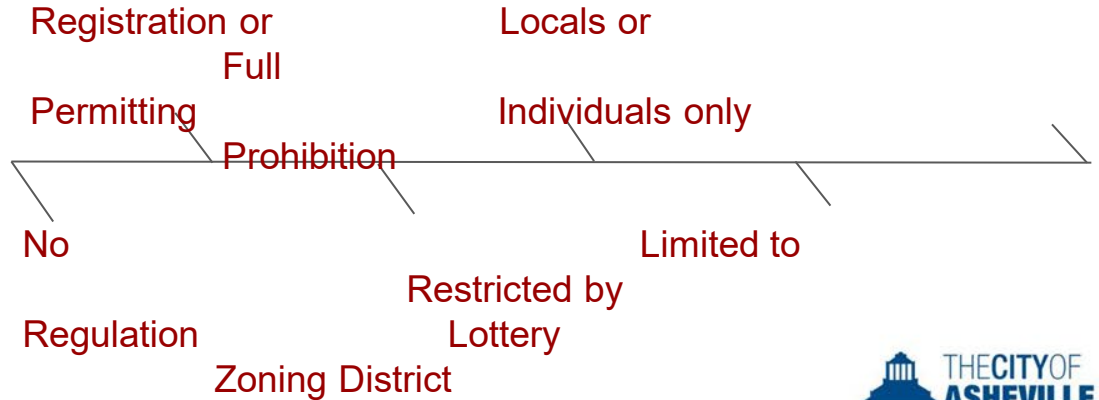 Registration or Locals or
Full
Permitting Individuals only
Prohibition
No Limited to
Restricted by
Regulation Lottery
Zoning District
THECITYOF
ASHEVILLE